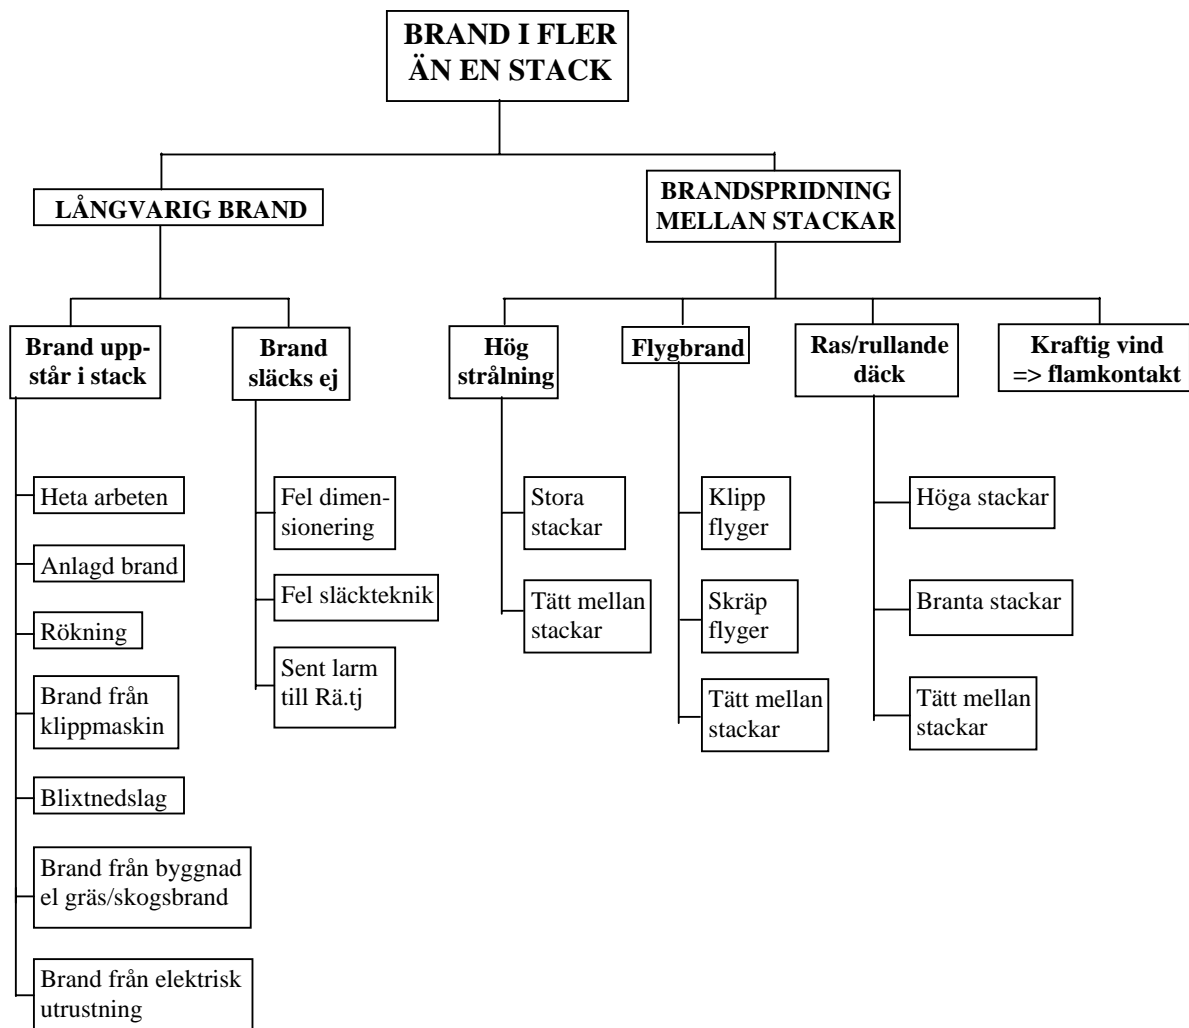 BRAND I FLER
ÄN EN STACK
LÅNGVARIG BRAND
BRANDSPRIDNING
MELLAN STACKAR
Brand upp-
står i stack
Brand
släcks ej
Hög
strålning
Flygbrand
Ras/rullande
däck
Kraftig vind
=> flamkontakt
Heta arbeten
Anlagd brand
Rökning
Brand från
klippmaskin
Blixtnedslag
Brand från byggnad
el gräs/skogsbrand
Brand från elektrisk
utrustning
Fel dimen-
sionering
Fel släckteknik
Sent larm
till Rä.tj
Stora
stackar
Tätt mellan
stackar
Klipp
flyger
Skräp
flyger
Tätt mellan
stackar
Höga stackar
Branta stackar
Tätt mellan
stackar